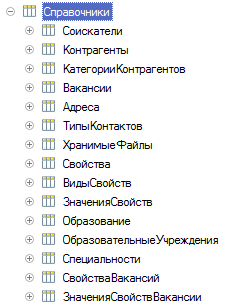 Справочники
Соискатели
Контрагенты
КатегорииКонтрагентов
Вакансии
Адреса
ТипыКонтактов
ХранимыеФайлы
Свойства
ВидыСвойств
ЗначенияСвойств
Образование
ОбразовательныеУчреждения
Специальности
СвойстваВакансий
ЗначенияСвойствВакансии